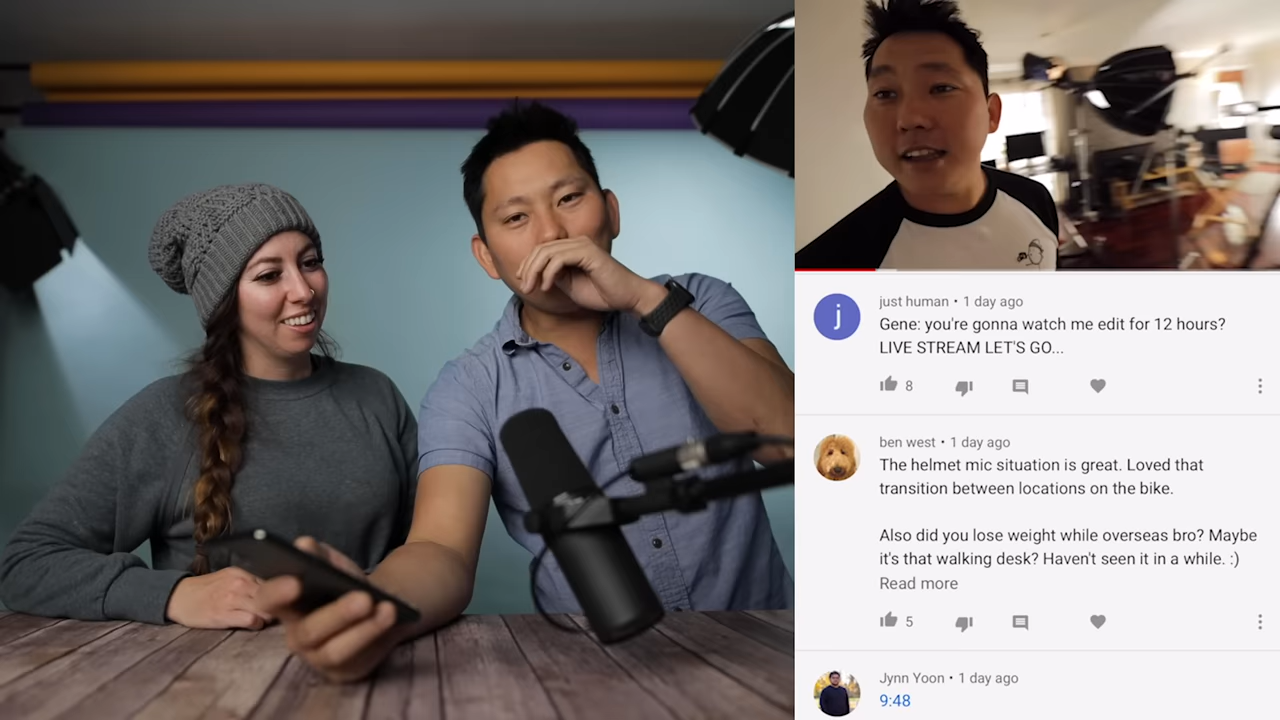 just human • 1 day ago
Gene: you're gonna watch me edit for 12 hours?
LIVE STREAM LET'S GO...
8
j
ben west • 1 day ago
The helmet mic situation is great. Loved that
transition between locations on the bike.
Also did you lose weight while overseas bro? Maybe
it's that walking desk? Haven't seen it in a while. :)
Read more
5
Jynn Yoon • 1 day ago
9:48